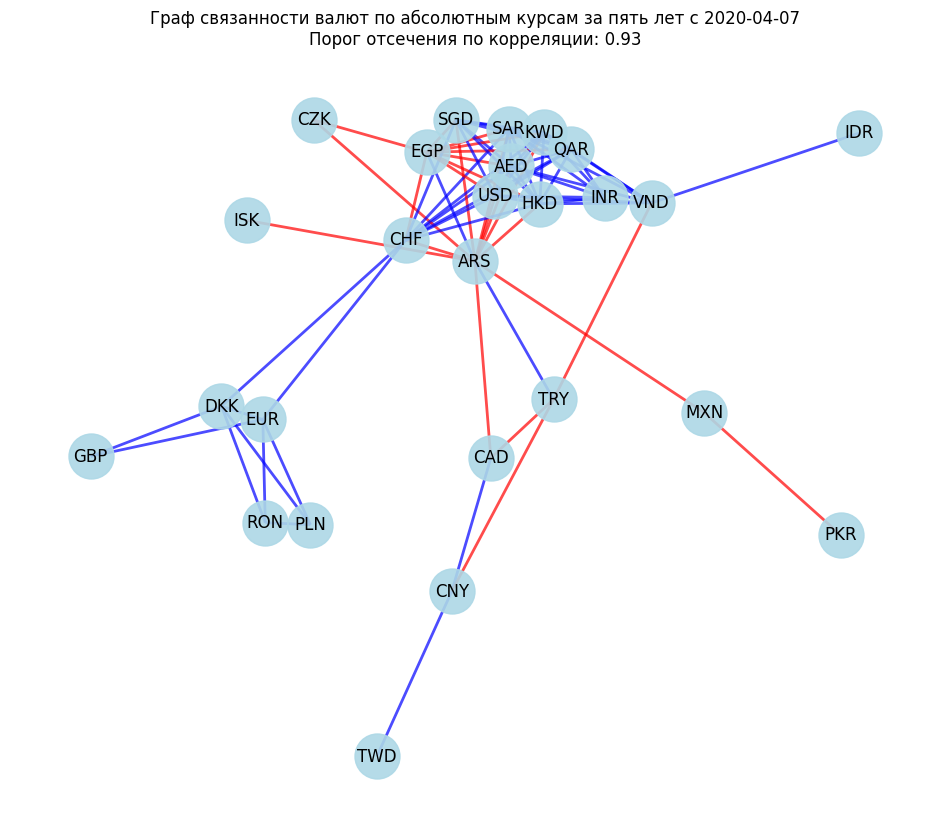 Граф связанности валют по абсолютным курсам за пять лет с 2020-04-07
Порог отсечения по корреляции: 0.93
CZK
SGD
SAR
KWD
IDR
EGP
QAR
AED
USD
HKD
INR
VND
ISK
CHF
ARS
DKK
EUR
TRY
MXN
GBP
CAD
RON
PLN
PKR
CNY
TWD